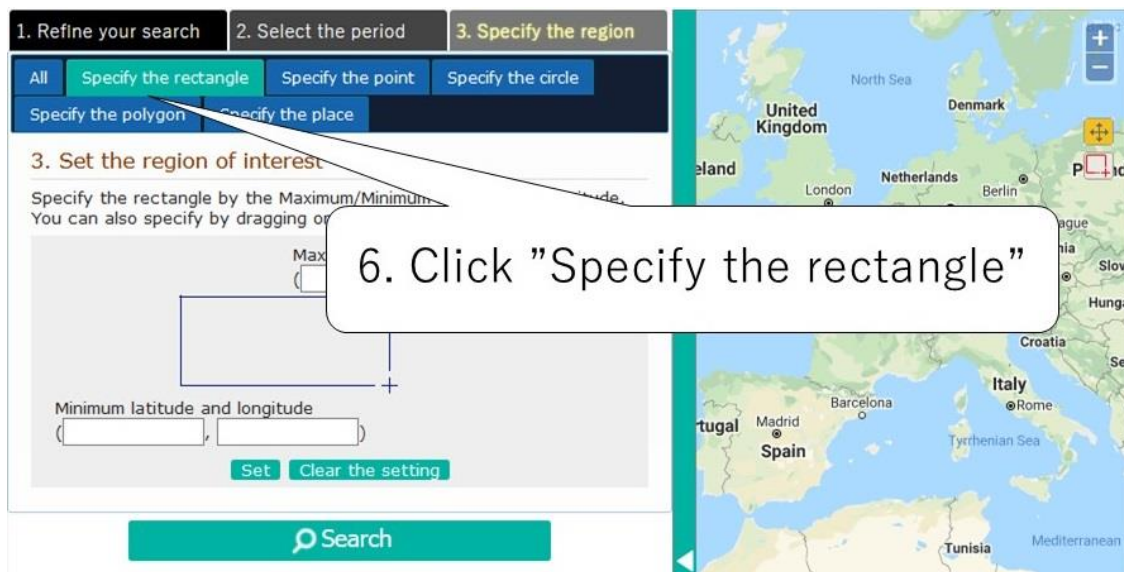 1. Refine your search
2. Select the period
3. Specify the region
All
Specify the rectangle
Specify the point
Specify the circle
Specify the polygon
Specify the place
3. Set the region of interest
Specify the rectangle by the Maximum/Minimum
You can also specify by dragging
6. Click ”Specify the rectangle”
Minimum latitude and longitude
( , )
Set
Clear the setting
Search
North Sea
Denmark
United
Kingdom
Netherlands
London
Berlin
Croatia
Italy
Rome
Barcelona
Madrid
Spain
Tyrrhenian Sea
Tunisia
Mediterranean